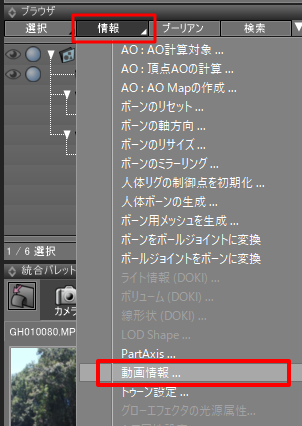 ブラウザ
選択 情報 ブーリアン 検索
AO : AO計算対象 ...
AO : 頂点AOの計算 ...
AO : AO Mapの作成 ...
ボーンのリセット ...
ボーンの軸方向 ...
ボーンのリサイズ ...
ボーンのミラーリング ...
人体リグの制御点を初期化 ...
人体ボーンの生成 ...
ボーン用メッシュを生成 ...
ボーンをボールジョイントに変換
ボールジョイントをボーンに変換
ライト情報 (DOKI) ...
ボリューム (DOKI) ...
線形状 (DOKI) ...
LOD Shape ...
PartAxis ...
動画情報 ...
トゥーン設定 ...
グローエフェクタの光源属性...
1 / 6 選択
統合パレット
カメラ
GH010080.MP